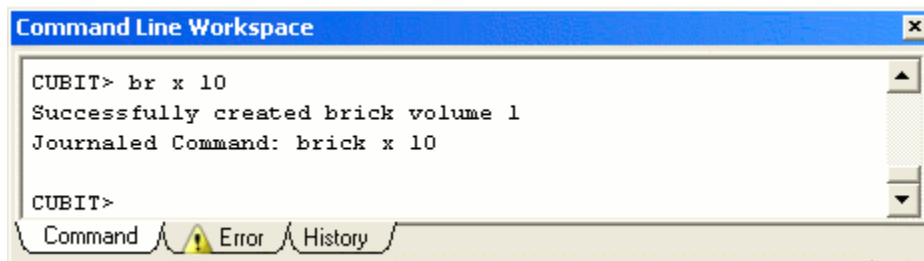 Command Line Workspace
CUBIT> br x 10
Successfully created brick volume 1
Journaled Command: brick x 10
CUBIT>
Command Error History